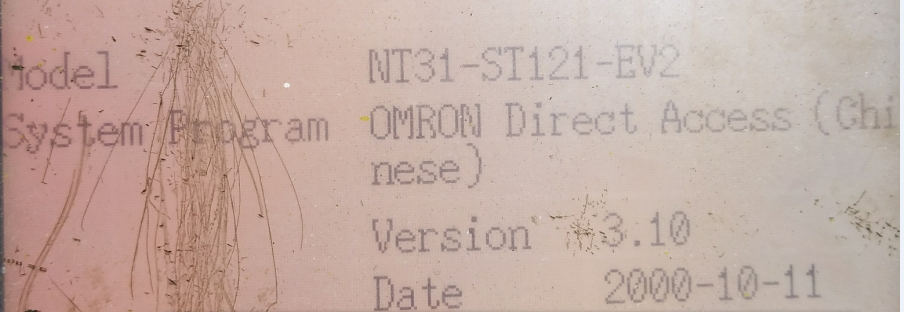 Model NT31-ST121-EV2
System Program OMRON Direct Access (Chi
nese)
Version 3.10
Date 2000-10-11